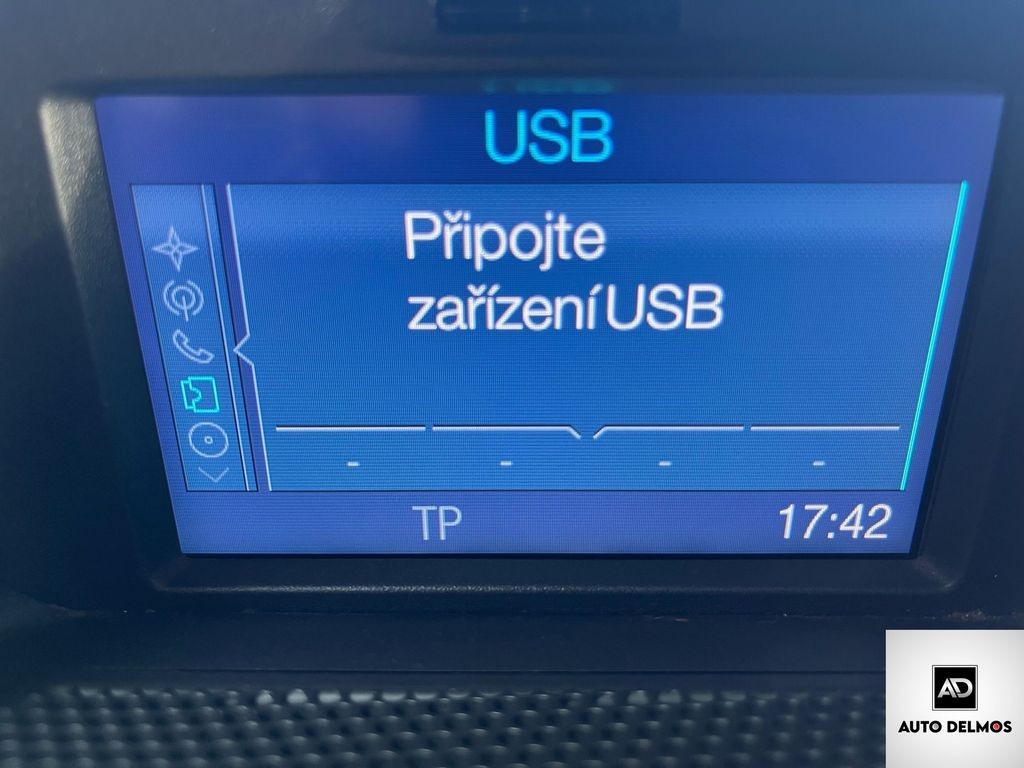 USB
Připojte
zařízení USB
- - - -
TP 17:42
AD
AUTO DELMOS